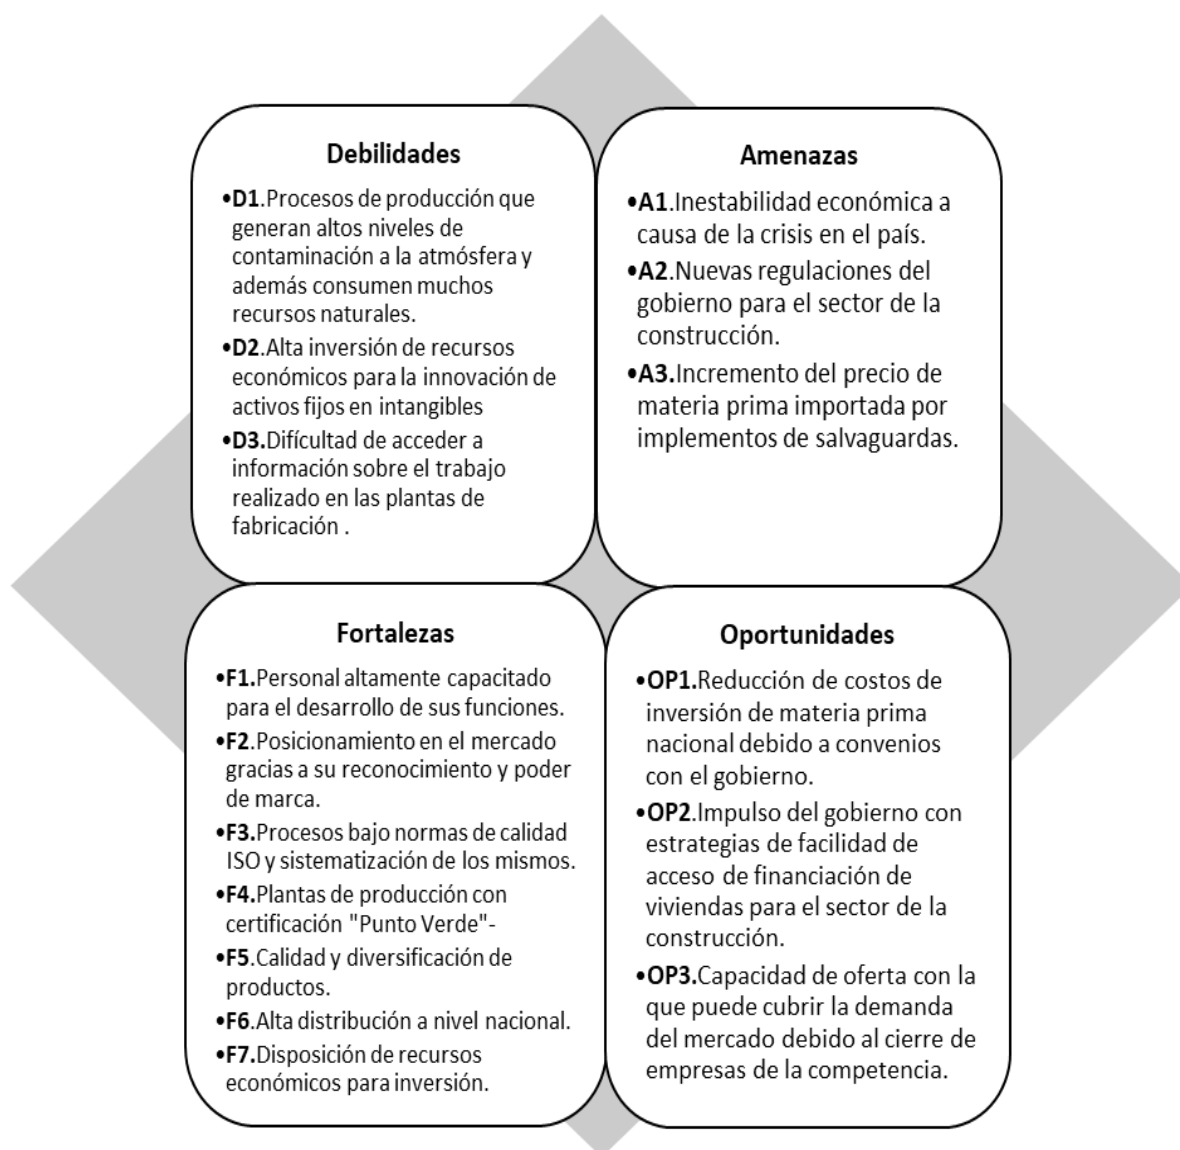 Debilidades
•D1.Procesos de producción que
generan altos niveles de
contaminación a la atmósfera y
además consumen muchos
recursos naturales.
•D2.Alta inversión de recursos
económicos para la innovación de
activos fijos en intangibles
•D3.Difícultad de acceder a
información sobre el trabajo
realizado en las plantas de
fabricación .
Amenazas
•A1.Inestabilidad económica a
causa de la crisis en el país.
•A2.Nuevas regulaciones del
gobierno para el sector de la
construcción.
•A3.Incremento del precio de
materia prima importada por
implementos de salvaguardas.
Fortalezas
•F1.Personal altamente capacitado
para el desarrollo de sus funciones.
•F2.Posicionamiento en el mercado
gracias a su reconocimiento y poder
de marca.
•F3.Procesos bajo normas de calidad
ISO y sistematización de los mismos.
•F4.Plantas de producción con
certificación "Punto Verde"-
•F5.Calidad y diversificación de
productos.
•F6.Alta distribución a nivel nacional.
•F7.Disposición de recursos
económicos para inversión.
Oportunidades
•OP1.Reducción de costos de
inversión de materia prima
nacional debido a convenios
con el gobierno.
•OP2.Impulso del gobierno con
estrategias de facilidad de
acceso de financiación de
viviendas para el sector de la
construcción.
•OP3.Capacidad de oferta con la
que puede cubrir la demanda
del mercado debido al cierre de
empresas de la competencia.